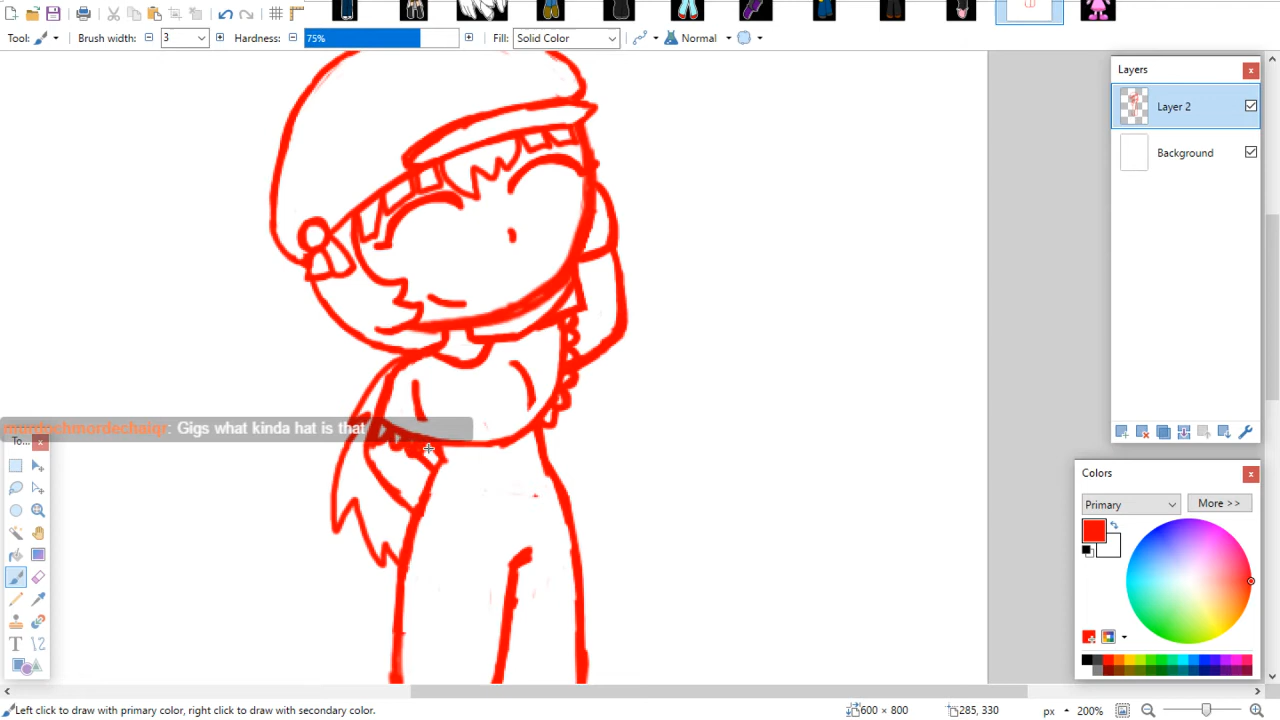 Tool:
Brush width: 3
Hardness: 75%
Fill: Solid Color
Normal
Layers
Layer 2
Background
murdochmordechaiqr: Gigs what kinda hat is that
To...
Colors
Primary
More >>
Left click to draw with primary color, right click to draw with secondary color.
600 × 800
285, 330
px
200%